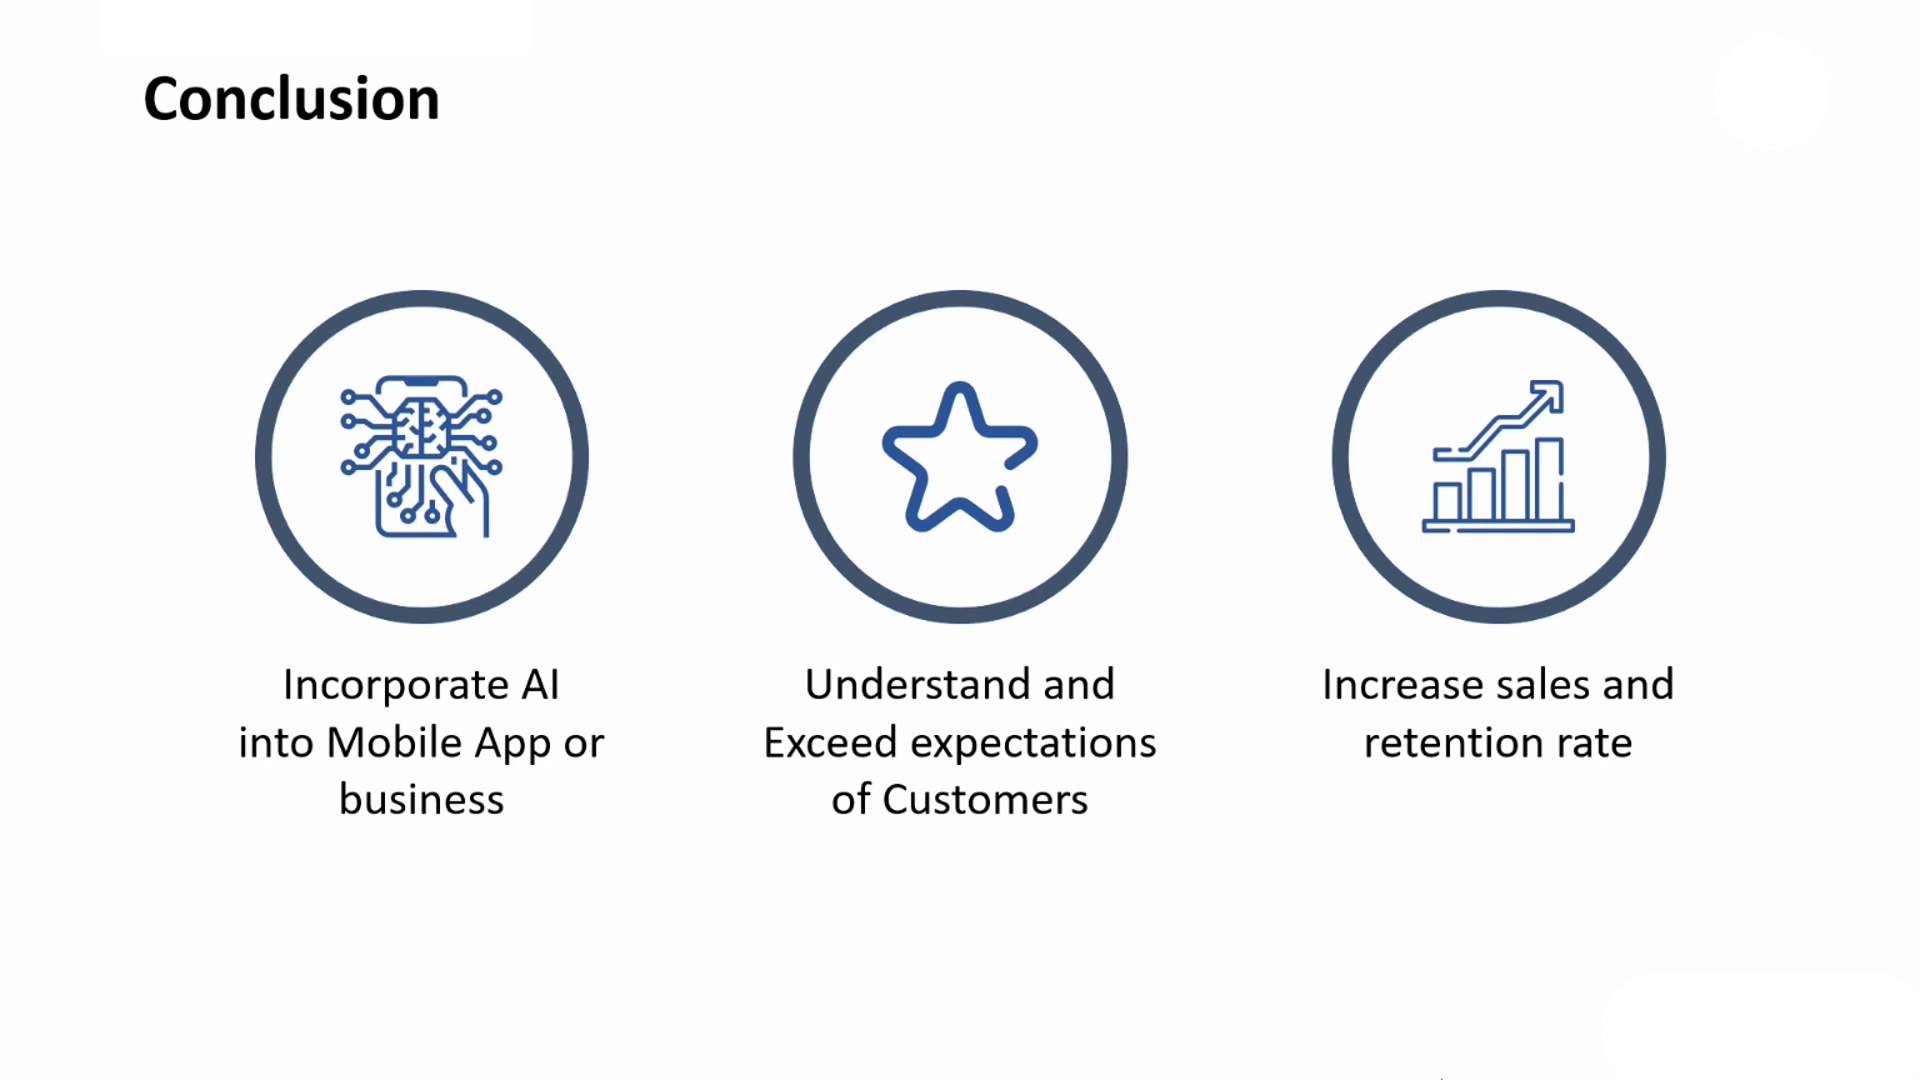 Conclusion
Incorporate AI
into Mobile App or
business
Understand and
Exceed expectations
of Customers
Increase sales and
retention rate